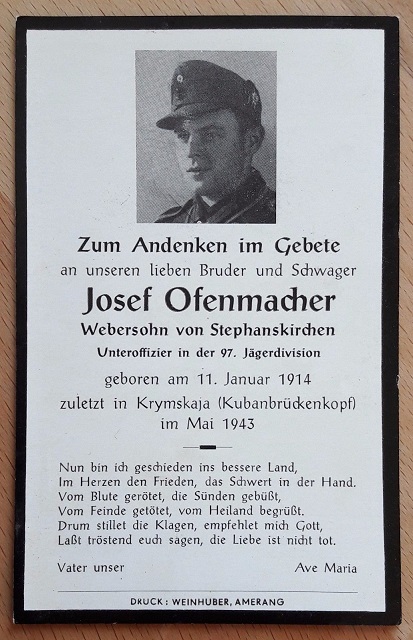 Zum Andenken im Gebete
an unseren lieben Bruder und Schwager
Josef Ofenmacher
Webersohn von Stephanskirchen
Unteroffizier in der 97. Jägerdivision
geboren am 11. Januar 1914
zuletzt in Krymskaja (Kubanbrückenkopf)
im Mai 1943
Nun bin ich geschieden ins bessere Land,
Im Herzen den Frieden, das Schwert in der Hand.
Vom Blute gerötet, die Sünden gebüßt,
Vom Feinde getötet, vom Heiland begrüßt.
Drum stillet die Klagen, empfehlet mich Gott,
Laßt tröstend euch sagen, die Liebe ist nicht tot.
Vater unser Ave Maria
DRUCK: WEINHUBER, AMERANG